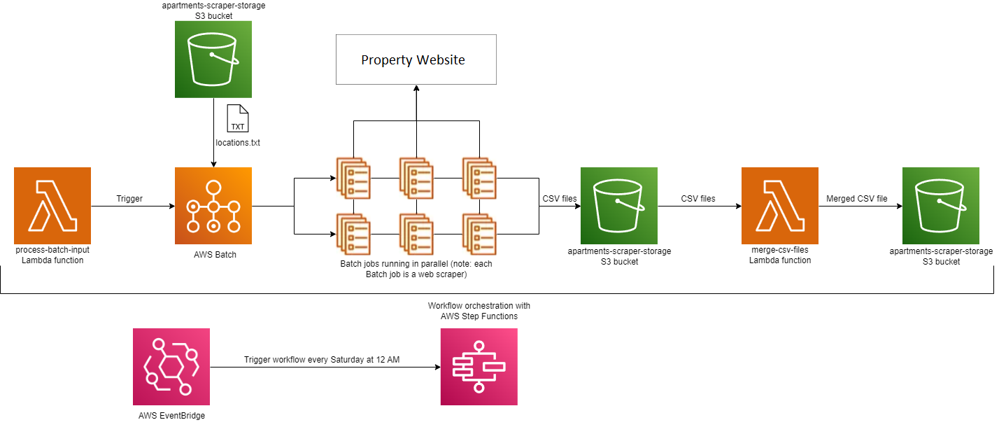 apartments-scraper-storage
S3 bucket
Property Website
TXT
locations.txt
Trigger
CSV files
CSV files
Merged CSV file
process-batch-input
Lambda function
AWS Batch
Batch jobs running in parallel (note: each
Batch job is a web scraper)
apartments-scraper-storage
S3 bucket
merge-csv-files
Lambda function
apartments-scraper-storage
S3 bucket
Workflow orchestration with
AWS Step Functions
Trigger workflow every Saturday at 12 AM
AWS EventBridge